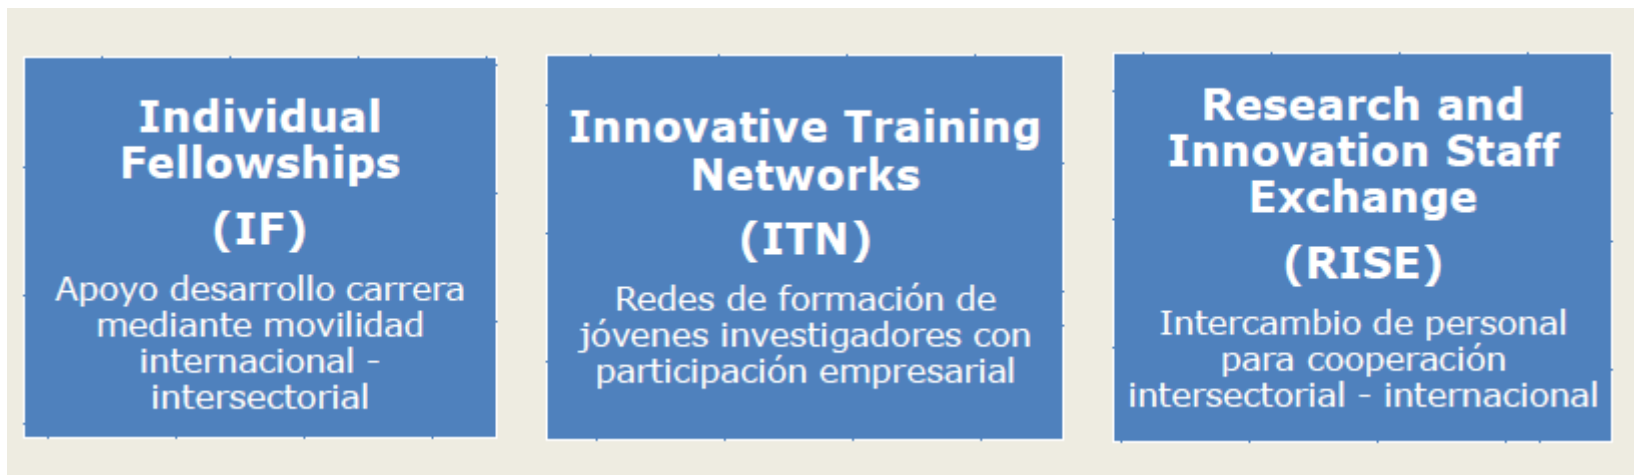 Individual
Fellowships
(IF)
Apoyo desarrollo carrera
mediante movilidad
internacional -
intersectorial
Innovative Training
Networks
(ITN)
Redes de formación de
jóvenes investigadores con
participación empresarial
Research and
Innovation Staff
Exchange
(RISE)
Intercambio de personal
para cooperación
intersectorial - internacional